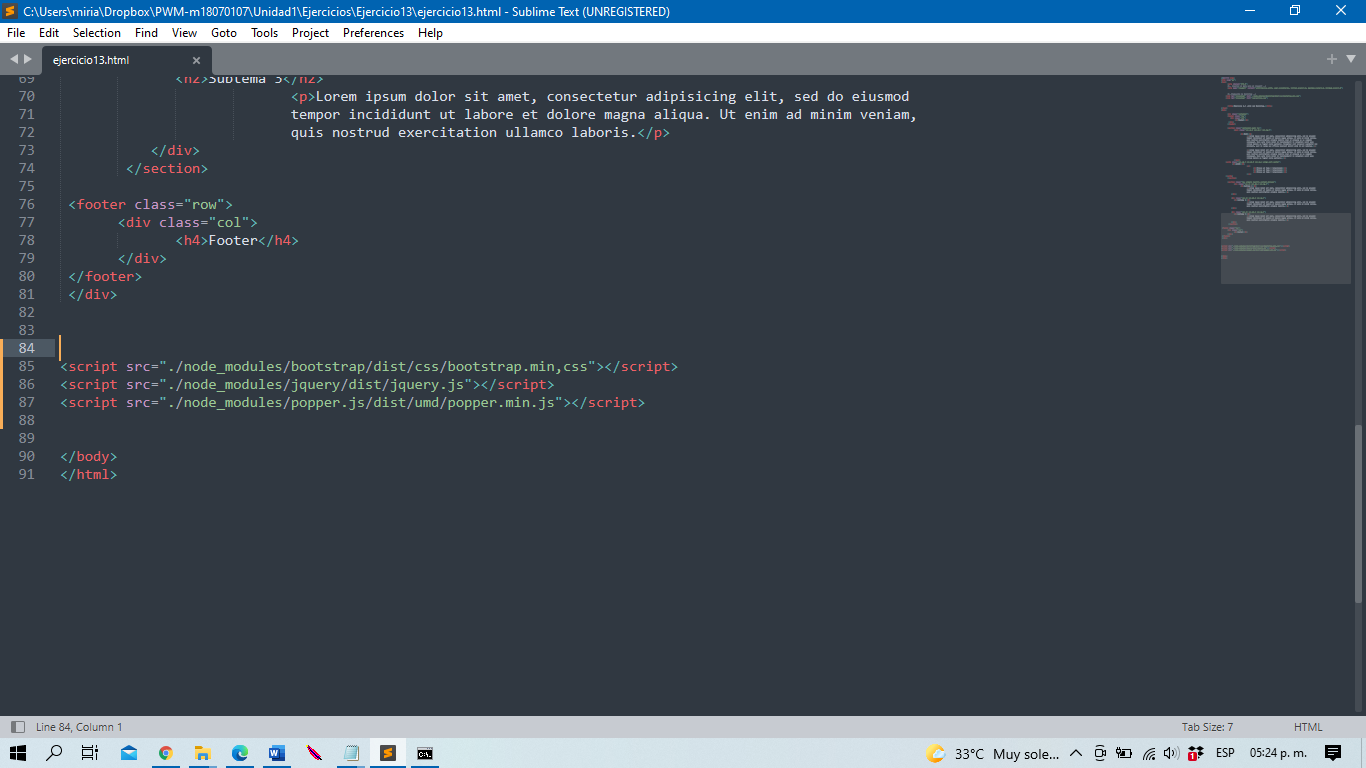 C:\Users\miria\Dropbox\PWM-m18070107\Unidad1\Ejercicios\Ejercicio13\ejercicio13.html - Sublime Text (UNREGISTERED)
File Edit Selection Find View Goto Tools Project Preferences Help
ejercicio13.html
69 <h2>Subtema 3</h2>
70 <p>Lorem ipsum dolor sit amet, consectetur adipisicing elit, sed do eiusmod
71 tempor incididunt ut labore et dolore magna aliqua. Ut enim ad minim veniam,
72 quis nostrud exercitation ullamco laboris.</p>
73 </div>
74 </section>
75
76 <footer class="row">
77 <div class="col">
78 <h4>Footer</h4>
79 </div>
80 </footer>
81 </div>
82
83
84
85 <script src="./node_modules/bootstrap/dist/css/bootstrap.min,css"></script>
86 <script src="./node_modules/jquery/dist/jquery.js"></script>
87 <script src="./node_modules/popper.js/dist/umd/popper.min.js"></script>
88
89
90 </body>
91 </html>
Line 84, Column 1 Tab Size: 7 HTML
33°C Muy sole... ESP 05:24 p. m.